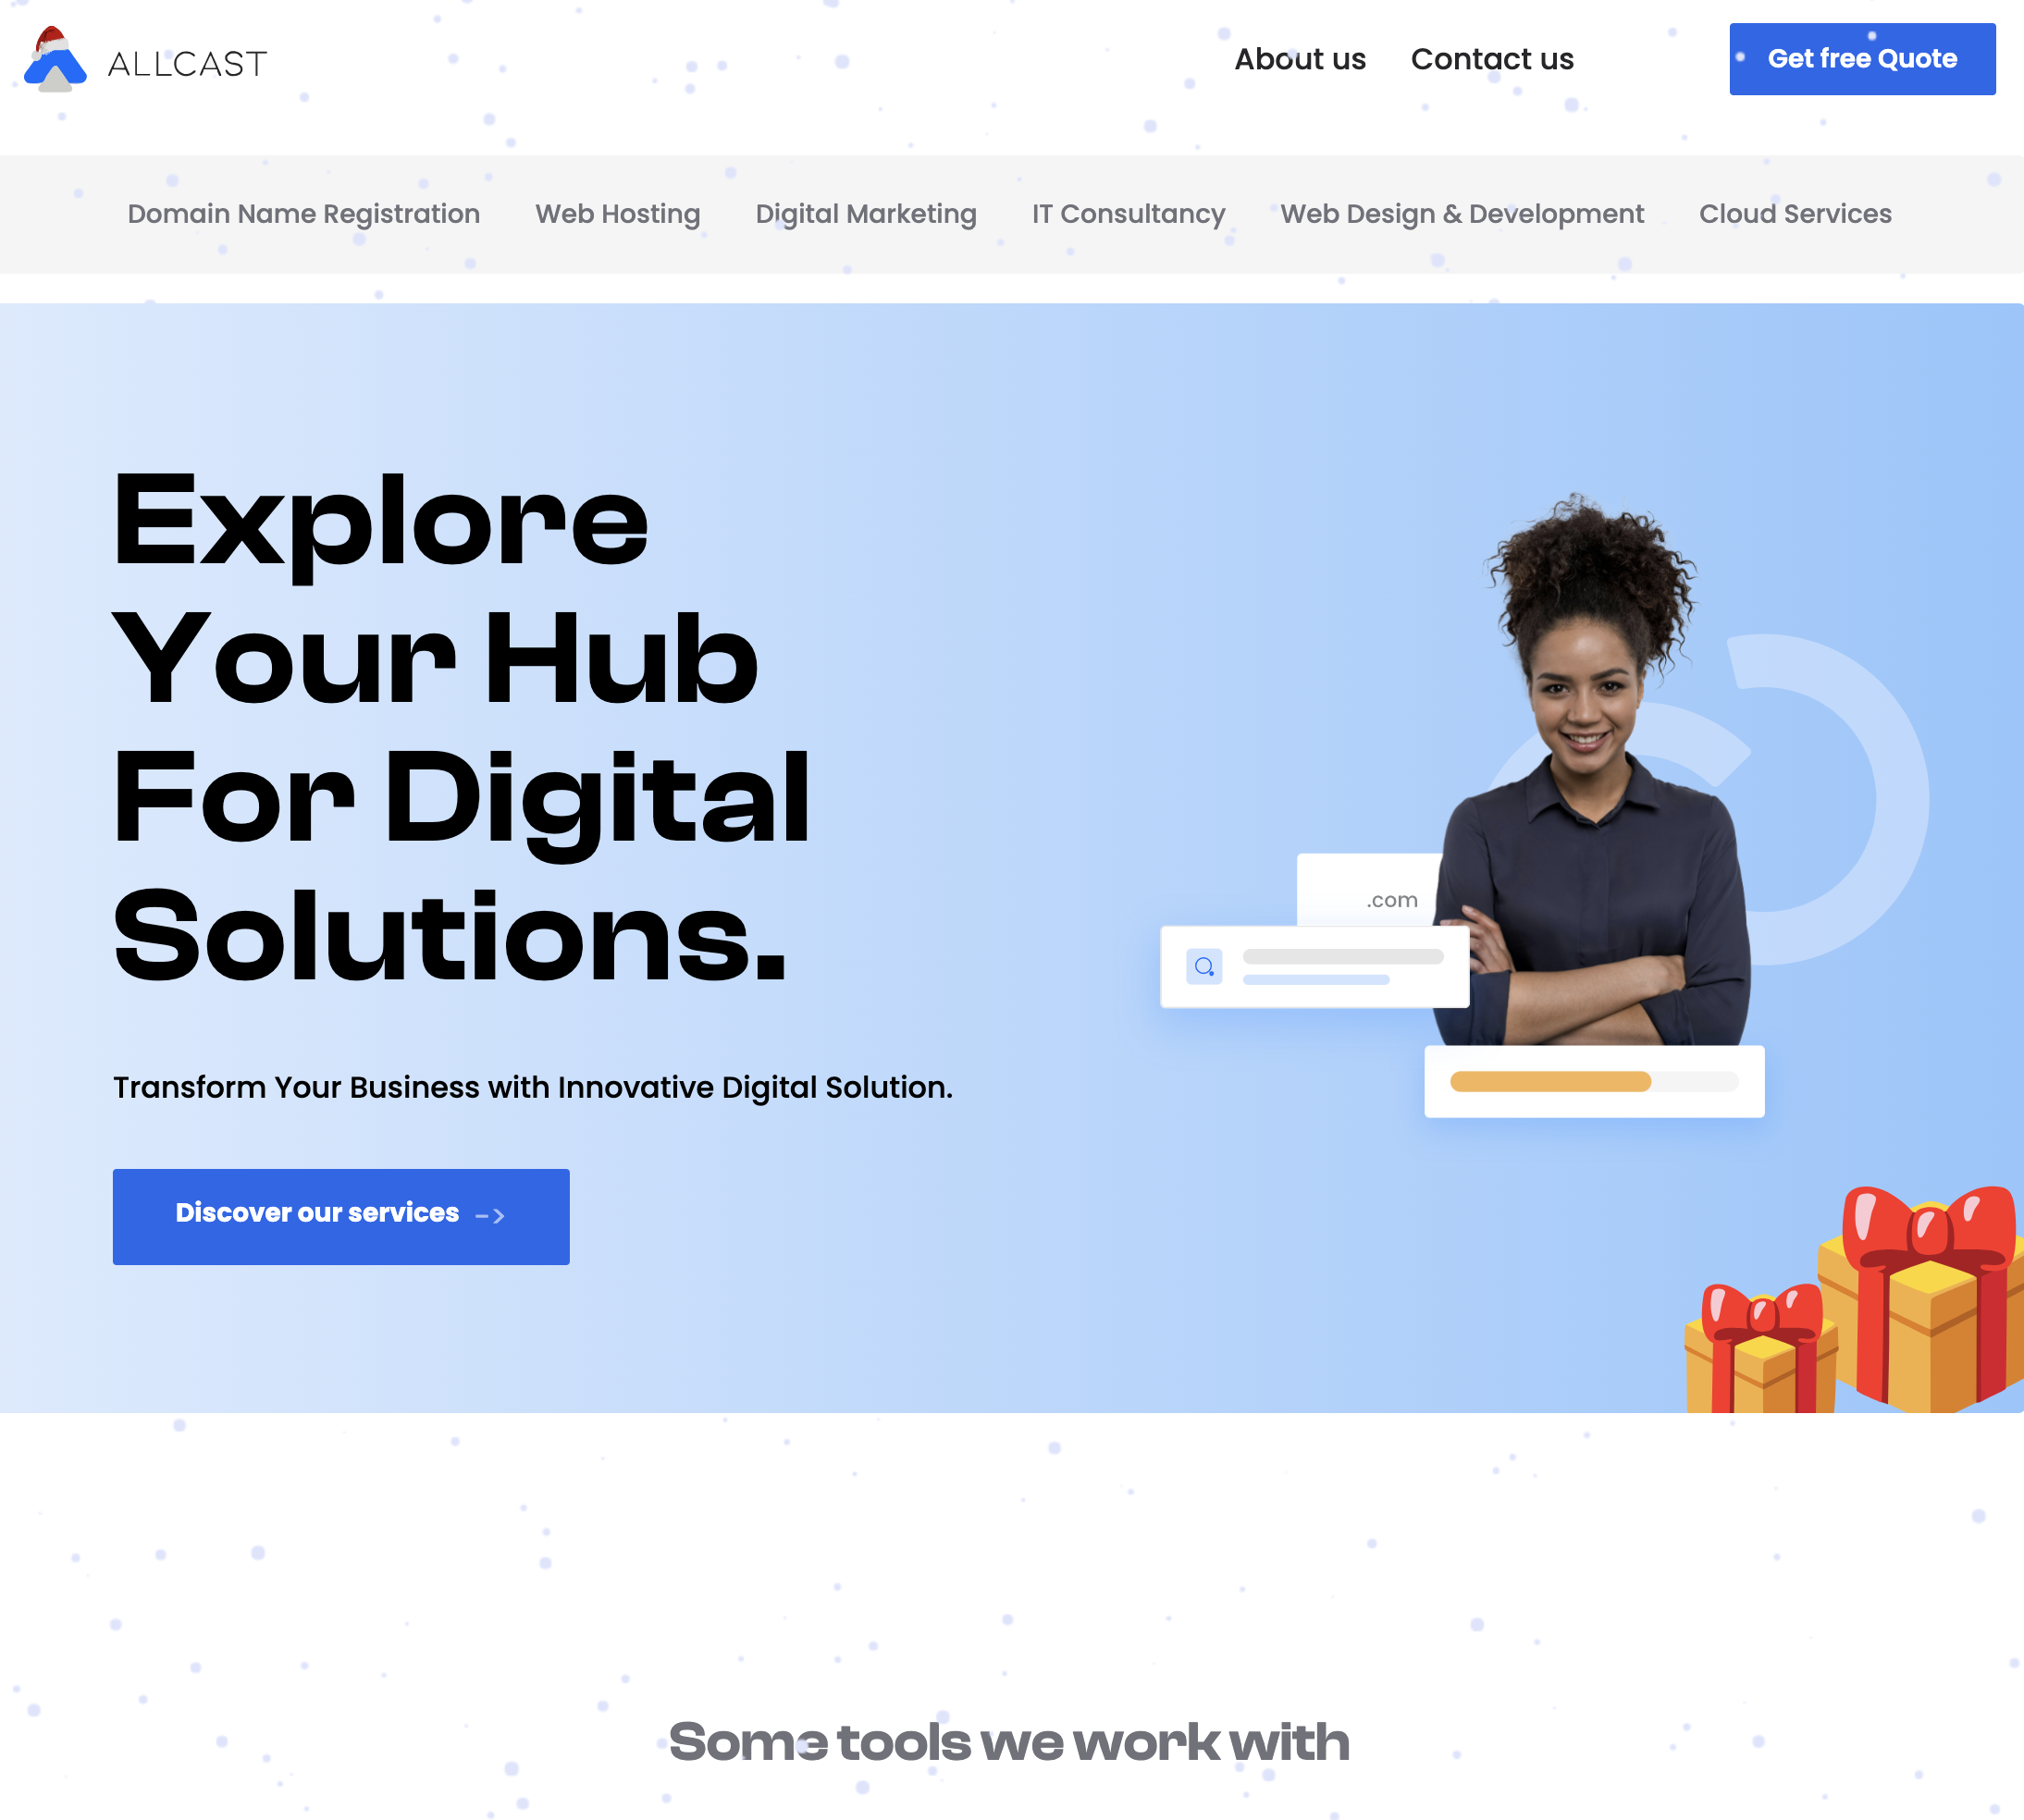 ALLCAST
About us
Contact us
Get free Quote
Domain Name Registration
Web Hosting
Digital Marketing
IT Consultancy
Web Design & Development
Cloud Services
Explore
Your Hub
For Digital
Solutions.
.com
Transform Your Business with Innovative Digital Solution.
Discover our services ->
Some tools we work with